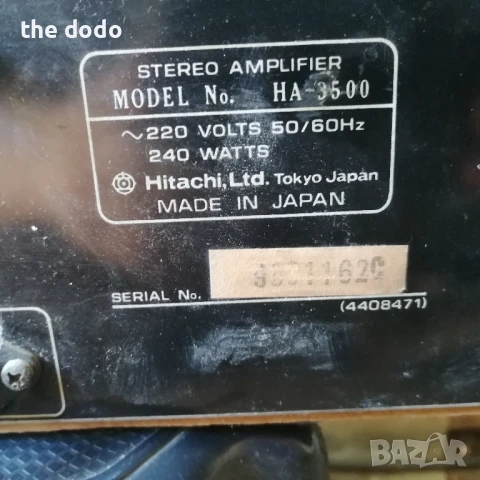 the dodo
STEREO AMPLIFIER
MODEL No. HA-3500
~220 VOLTS 50/60Hz
240 WATTS
Hitachi, Ltd. Tokyo Japan
MADE IN JAPAN
SERIAL No.
(4408471)
BAZAR